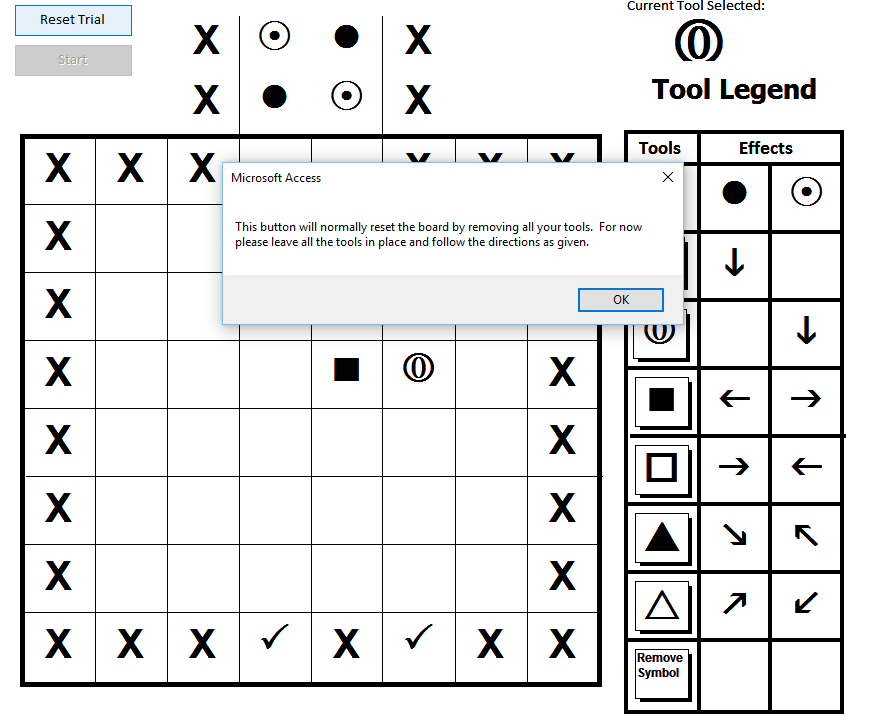 Reset Trial
Start
Current Tool Selected:
Tool Legend
Tools Effects
X X
X X
X X X X X X
X
X
X X
X X
X X
X X
X X X ✓ X ✓ X X
Microsoft Access
This button will normally reset the board by removing all your tools.  For now
please leave all the tools in place and follow the directions as given.
OK
Remove
Symbol